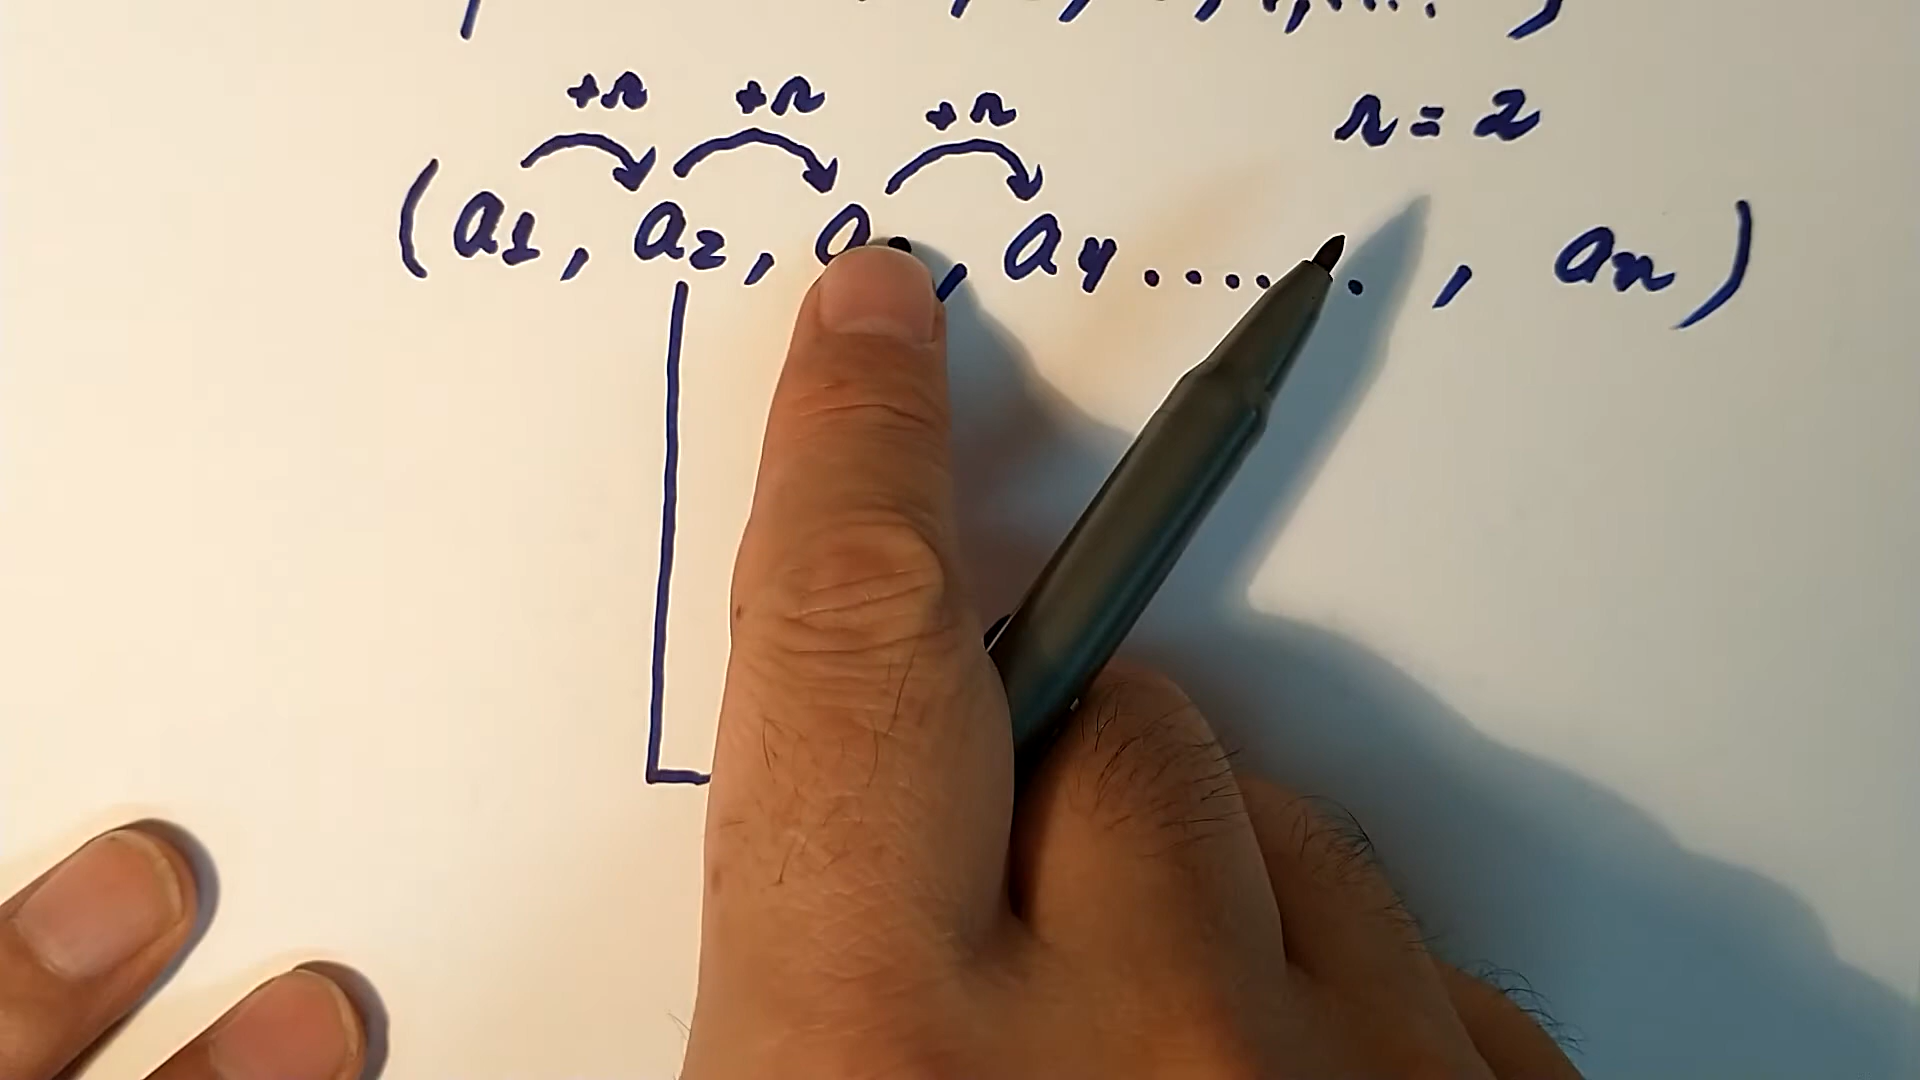 +r +r +r r = 2
(a1, a2, a , a4 ....... , an)